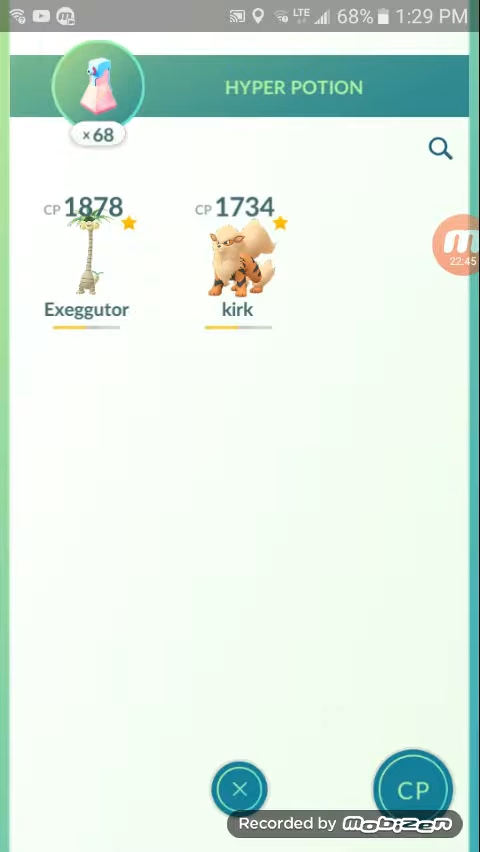 LTE 68% 1:29 PM
HYPER POTION
×68
CP 1878
CP 1734
22:45
Exeggutor
kirk
CP
Recorded by mobizen